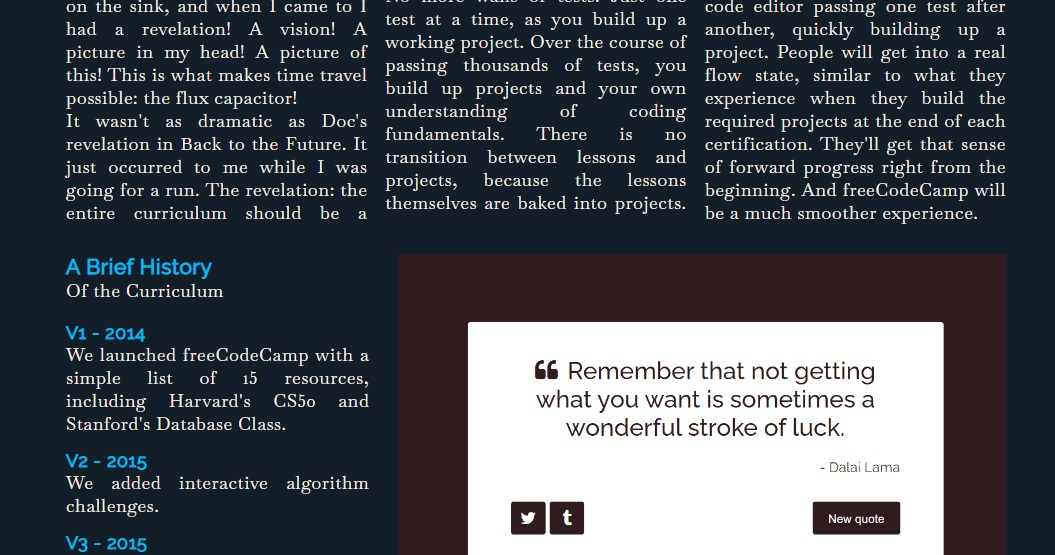 on the sink, and when I came to I
had a revelation! A vision! A
picture in my head! A picture of
this! This is what makes time travel
possible: the flux capacitor!
It wasn't as dramatic as Doc's
revelation in Back to the Future. It
just occurred to me while I was
going for a run. The revelation: the
entire curriculum should be a
No more walls of tests. Just one
test at a time, as you build up a
working project. Over the course of
passing thousands of tests, you
build up projects and your own
understanding of coding
fundamentals. There is no
transition between lessons and
projects, because the lessons
themselves are baked into projects.
code editor passing one test after
another, quickly building up a
project. People will get into a real
flow state, similar to what they
experience when they build the
required projects at the end of each
certification. They'll get that sense
of forward progress right from the
beginning. And freeCodeCamp will
be a much smoother experience.
A Brief History
Of the Curriculum
V1 - 2014
We launched freeCodeCamp with a
simple list of 15 resources,
including Harvard's CS50 and
Stanford's Database Class.
V2 - 2015
We added interactive algorithm
challenges.
V3 - 2015
Remember that not getting
what you want is sometimes a
wonderful stroke of luck.
- Dalai Lama
New quote